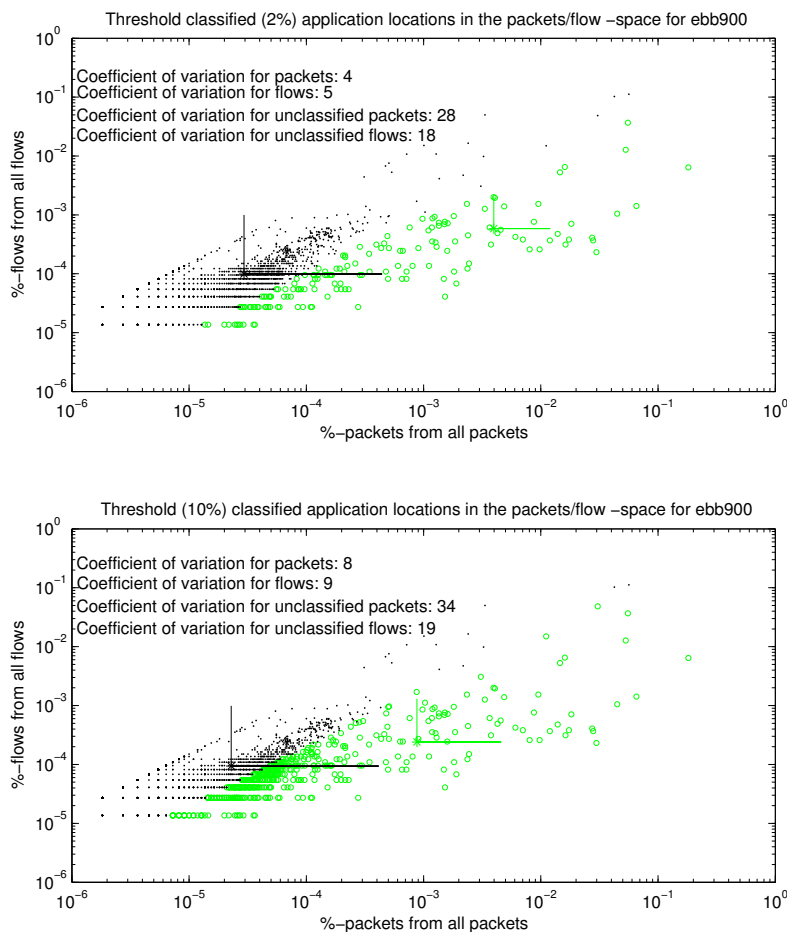 Threshold classified (2%) application locations in the packets/flow −space for ebb900
10^0
10^−1
10^−2
10^−3
10^−4
10^−5
10^−6
%−flows from all flows
Coefficient of variation for packets: 4
Coefficient of variation for flows: 5
Coefficient of variation for unclassified packets: 28
Coefficient of variation for unclassified flows: 18
10^−6 10^−5 10^−4 10^−3 10^−2 10^−1 10^0
%−packets from all packets
Threshold (10%) classified application locations in the packets/flow −space for ebb900
10^0
10^−1
10^−2
10^−3
10^−4
10^−5
10^−6
%−flows from all flows
Coefficient of variation for packets: 8
Coefficient of variation for flows: 9
Coefficient of variation for unclassified packets: 34
Coefficient of variation for unclassified flows: 19
10^−6 10^−5 10^−4 10^−3 10^−2 10^−1 10^0
%−packets from all packets